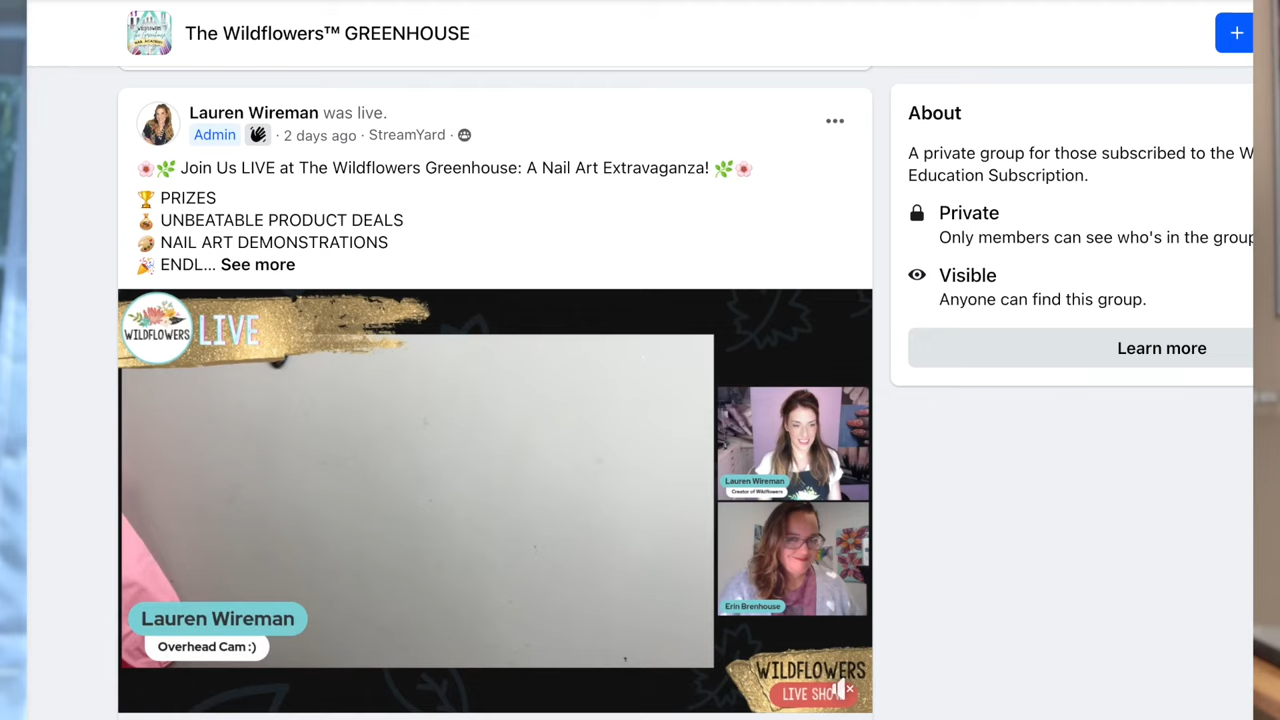 The Wildflowers™ GREENHOUSE
Lauren Wireman was live.
Admin · 2 days ago · StreamYard ·
🌸🌿 Join Us LIVE at The Wildflowers Greenhouse: A Nail Art Extravaganza! 🌿🌸
🏆 PRIZES
💰 UNBEATABLE PRODUCT DEALS
🎨 NAIL ART DEMONSTRATIONS
🎉 ENDL... See more
WILDFLOWERS LIVE
Lauren Wireman
Creator of Wildflowers
Erin Brenhouse
Lauren Wireman
Overhead Cam :)
WILDFLOWERS
LIVE SHO
About
A private group for those subscribed to the W
Education Subscription.
Private
Only members can see who's in the group
Visible
Anyone can find this group.
Learn more